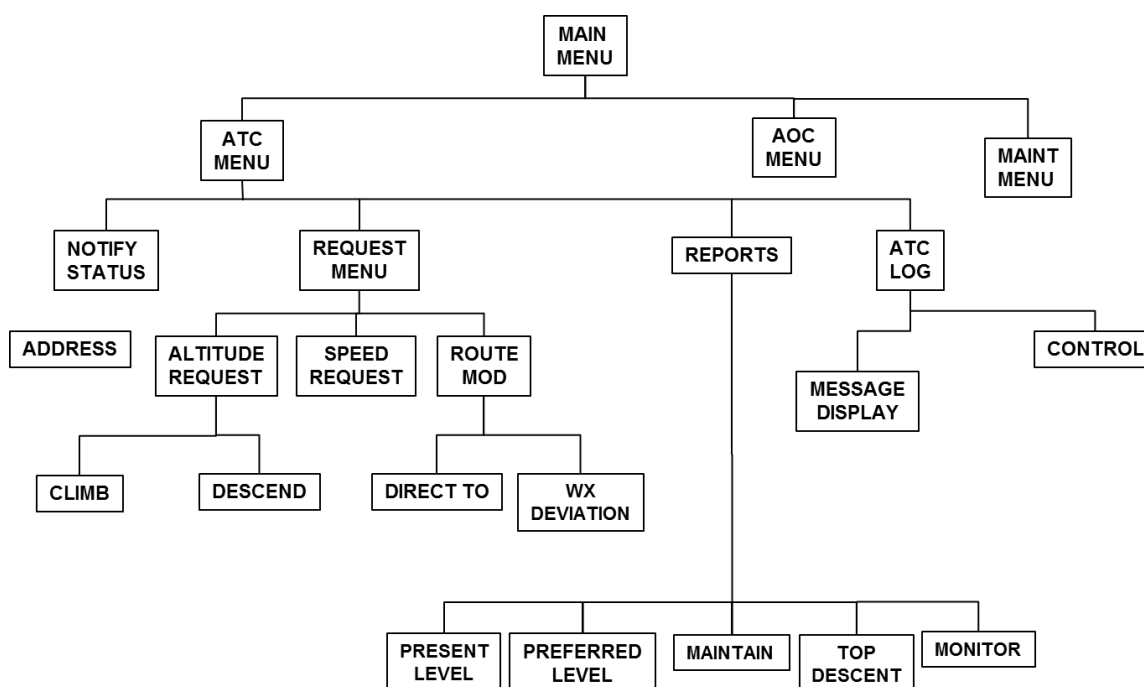 MAIN
MENU
ATC
MENU
AOC
MENU
MAINT
MENU
NOTIFY
STATUS
REQUEST
MENU
REPORTS
ATC
LOG
ADDRESS
ALTITUDE
REQUEST
SPEED
REQUEST
ROUTE
MOD
MESSAGE
DISPLAY
CONTROL
CLIMB
DESCEND
DIRECT TO
WX
DEVIATION
PRESENT
LEVEL
PREFERRED
LEVEL
MAINTAIN
TOP
DESCENT
MONITOR